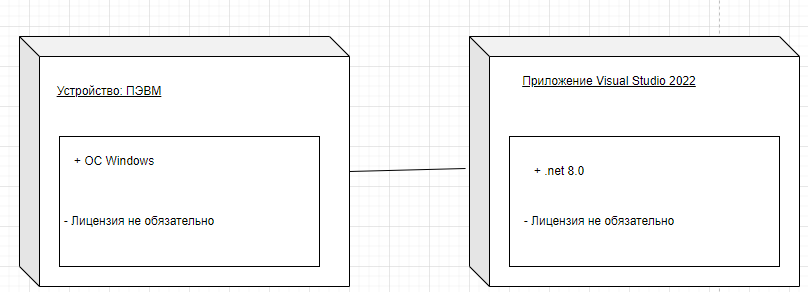 Устройство: ПЭВМ
+ ОС Windows
- Лицензия не обязательно
Приложение Visual Studio 2022
+ .net 8.0
- Лицензия не обязательно